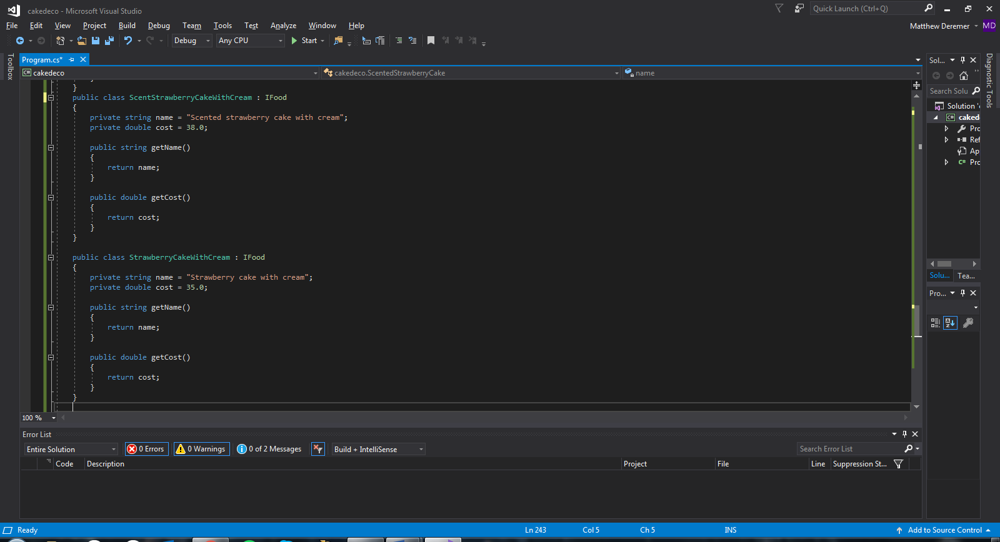 cakedeco - Microsoft Visual Studio
Quick Launch (Ctrl+Q)
File Edit View Project Build Debug Team Tools Test Analyze Window Help
Matthew Deremer MD
Debug Any CPU Start
Toolbox
Program.cs*
cakedeco cakedeco.ScentedStrawberryCake name
}
public class ScentStrawberryCakeWithCream : IFood
{
private string name = "Scented strawberry cake with cream";
private double cost = 38.0;
public string getName()
{
return name;
}
public double getCost()
{
return cost;
}
}
public class StrawberryCakeWithCream : IFood
{
private string name = "Strawberry cake with cream";
private double cost = 35.0;
public string getName()
{
return name;
}
public double getCost()
{
return cost;
}
}
100 %
Sol...
Search Solu
Solution '
C# caked
Pro
Ref
Ap
C# Pro
Solu... Tea...
Pro...
Diagnostic Tools
Error List
Entire Solution 0 Errors 0 Warnings 0 of 2 Messages Build + IntelliSense Search Error List
Code Description Project File Line Suppression St...
Ready Ln 243 Col 5 Ch 5 INS Add to Source Control